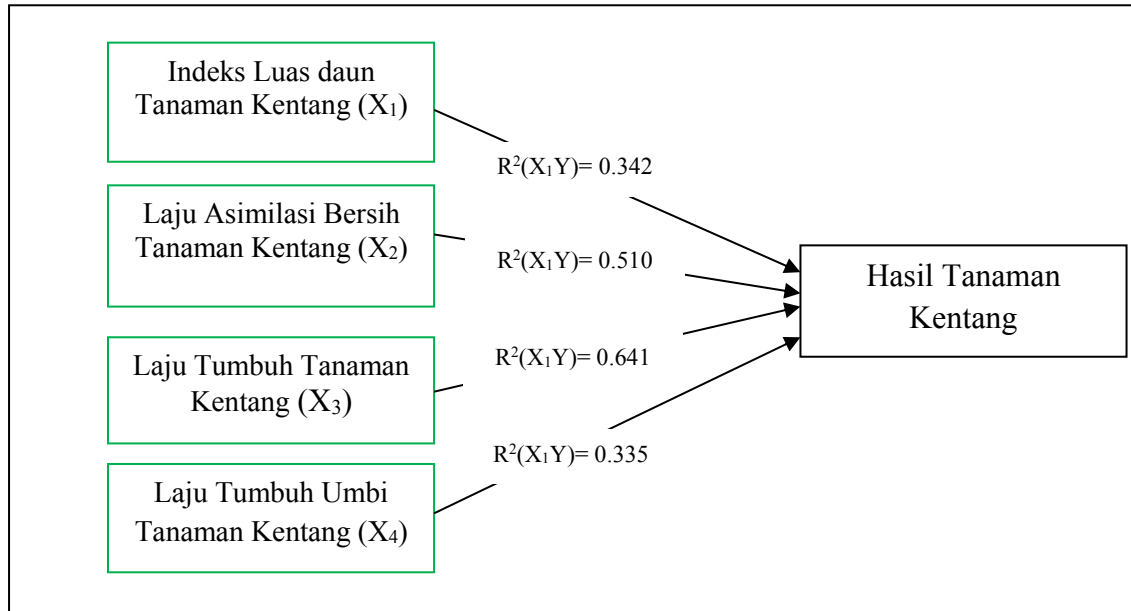 Indeks Luas daun
Tanaman Kentang (X₁)
R²(X₁Y)= 0.342
Laju Asimilasi Bersih
Tanaman Kentang (X₂)
R²(X₁Y)= 0.510
Hasil Tanaman
Kentang
Laju Tumbuh Tanaman
Kentang (X₃)
R²(X₁Y)= 0.641
R²(X₁Y)= 0.335
Laju Tumbuh Umbi
Tanaman Kentang (X₄)